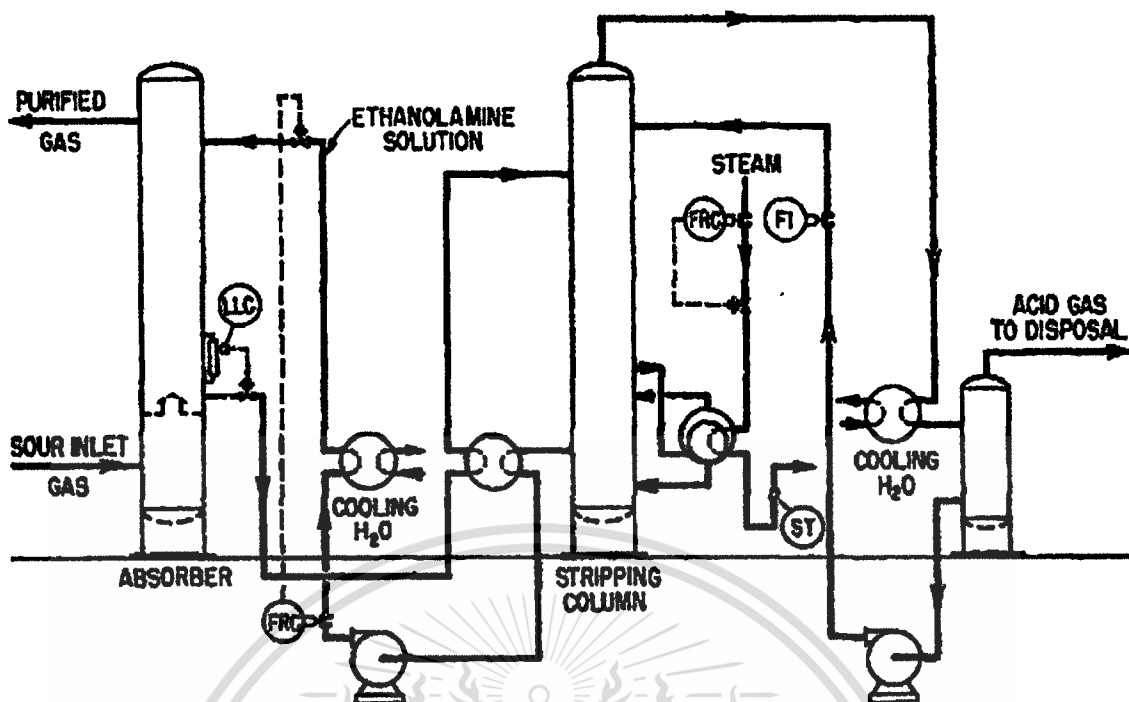 PURIFIED
GAS
ETHANOLAMINE
SOLUTION
STEAM
FRC
FI
LLC
ACID GAS
TO DISPOSAL
SOUR INLET
GAS
COOLING
H₂O
COOLING
H₂O
ST
ABSORBER
STRIPPING
COLUMN
FRC